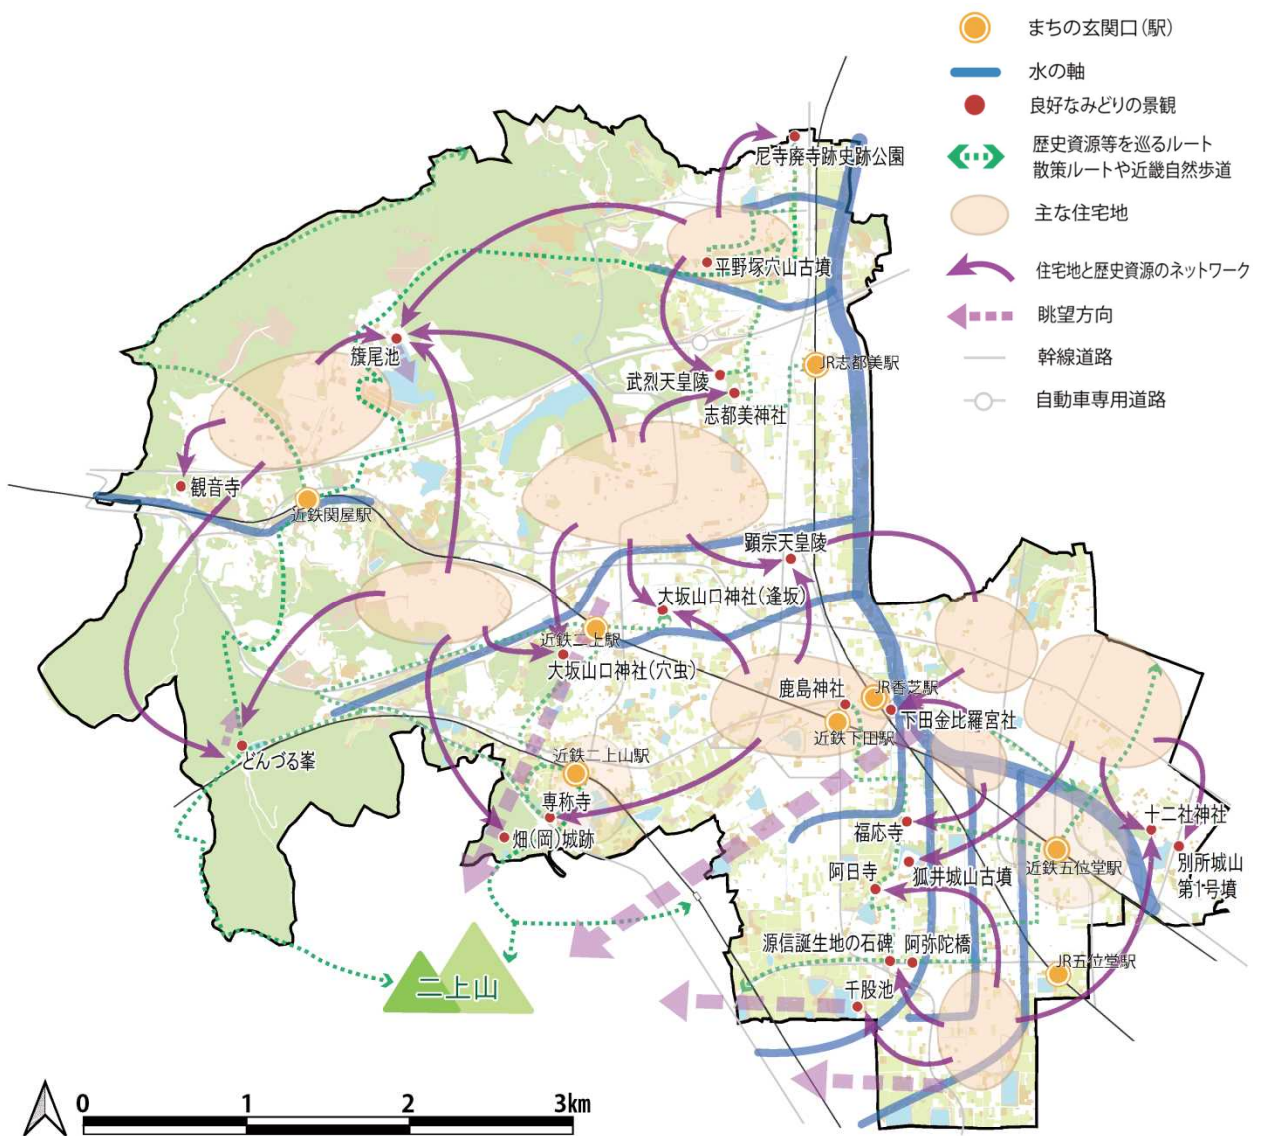 まちの玄関口(駅)
水の軸
良好なみどりの景観
歴史資源等を巡るルート
散策ルートや近畿自然歩道
主な住宅地
住宅地と歴史資源のネットワーク
眺望方向
幹線道路
自動車専用道路
尼寺廃寺跡史跡公園
平野塚穴山古墳
籏尾池
武烈天皇陵
JR志都美駅
志都美神社
観音寺
近鉄関屋駅
顕宗天皇陵
大坂山口神社(逢坂)
近鉄二上駅
大坂山口神社(穴虫)
鹿島神社
JR香芝駅
下田金比羅宮社
近鉄下田駅
どんづる峯
近鉄二上山駅
専称寺
畑(岡)城跡
福応寺
十二社神社
近鉄五位堂駅
別所城山
第1号墳
阿日寺
狐井城山古墳
源信誕生地の石碑
阿弥陀橋
JR五位堂駅
千股池
二上山
0
1
2
3km